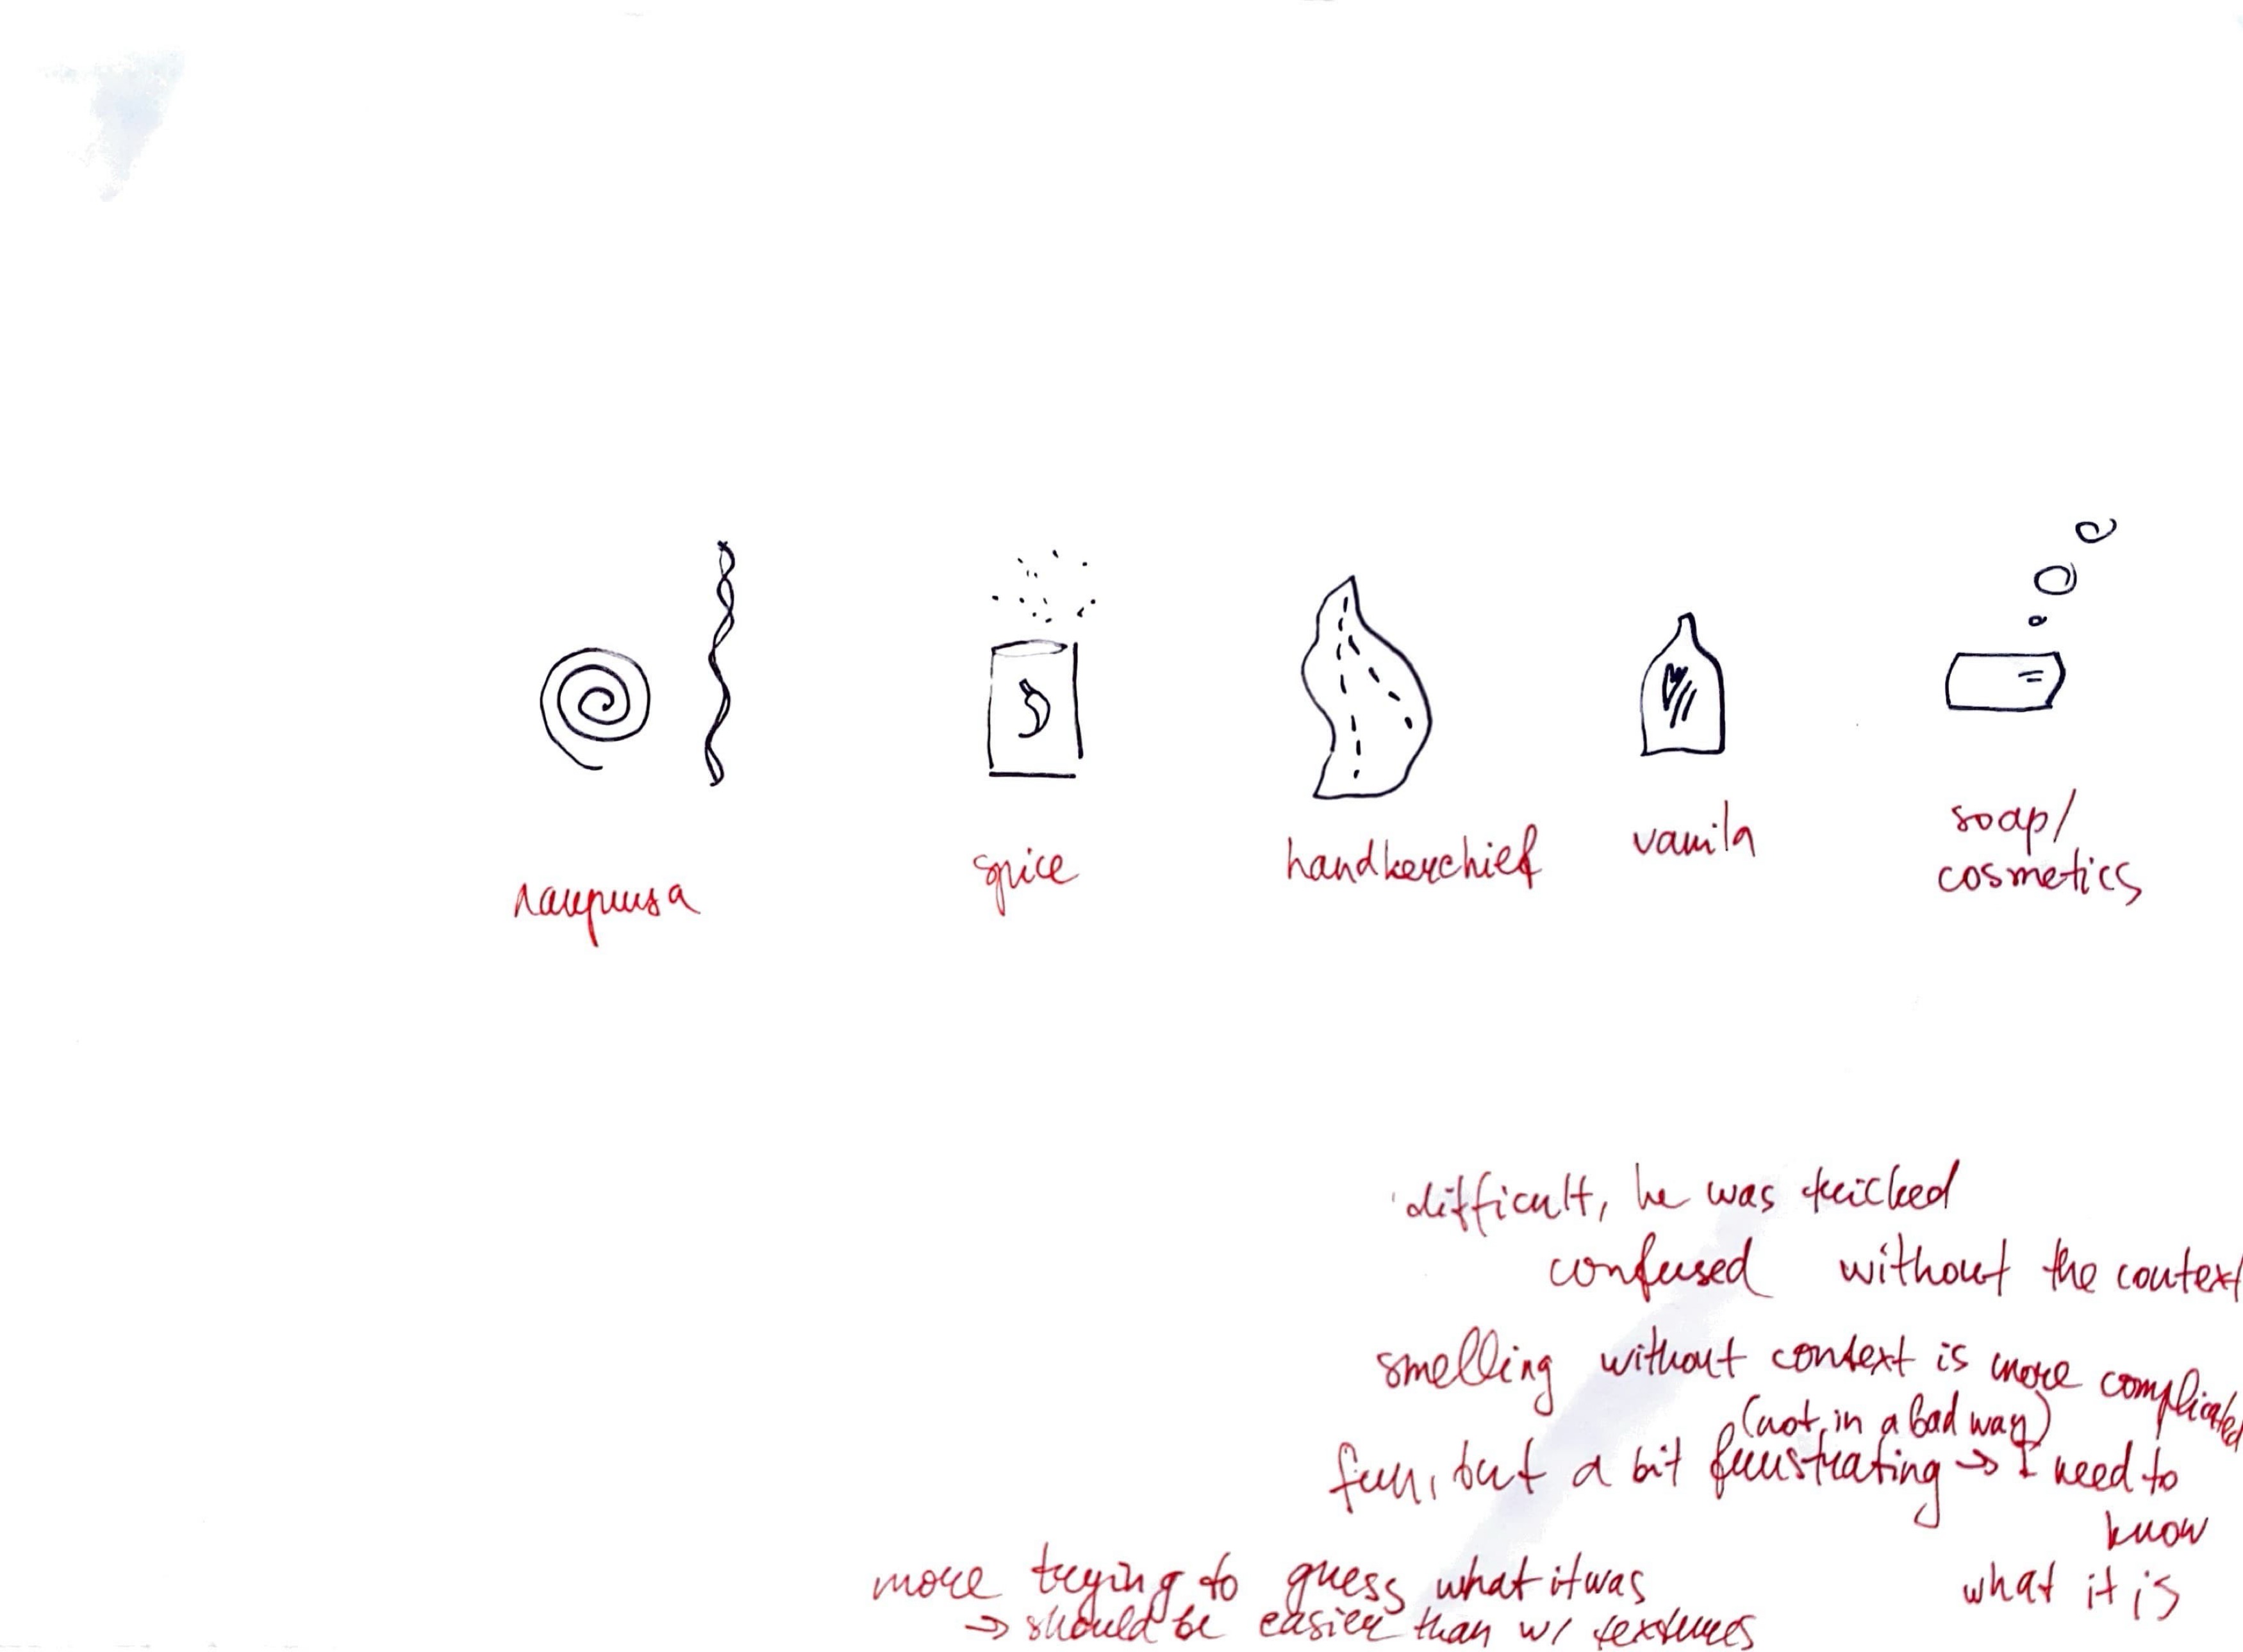 лакрица
spice
handkerchief
vanila
soap/
cosmetics
difficult, he was tricked
confused without the context
smelling without context is more complicated
(not in a bad way)
fun, but a bit frustrating → I need to
know
what it is
more trying to guess what it was
→ should be easier than w/ textures